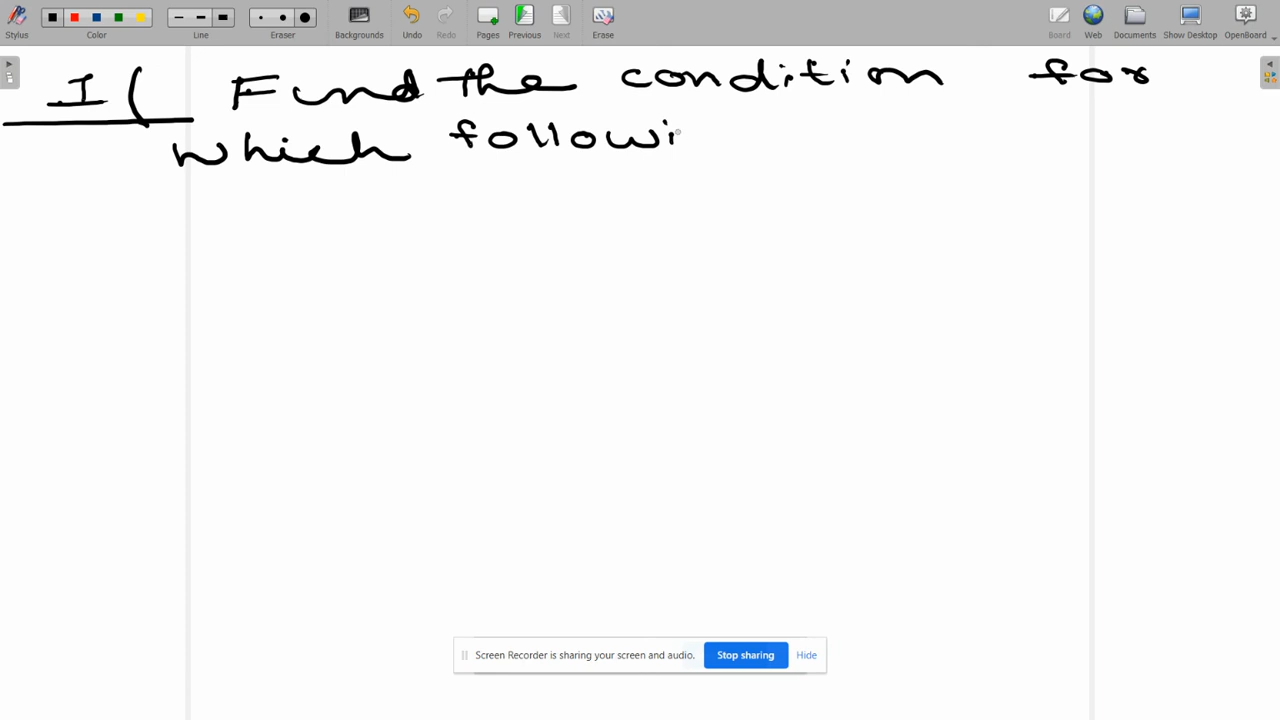 Stylus Color Line Eraser Backgrounds Undo Redo Pages Previous Next Erase Board Web Documents Show Desktop OpenBoard
I( Find the condition for
which followi
Screen Recorder is sharing your screen and audio. Stop sharing Hide